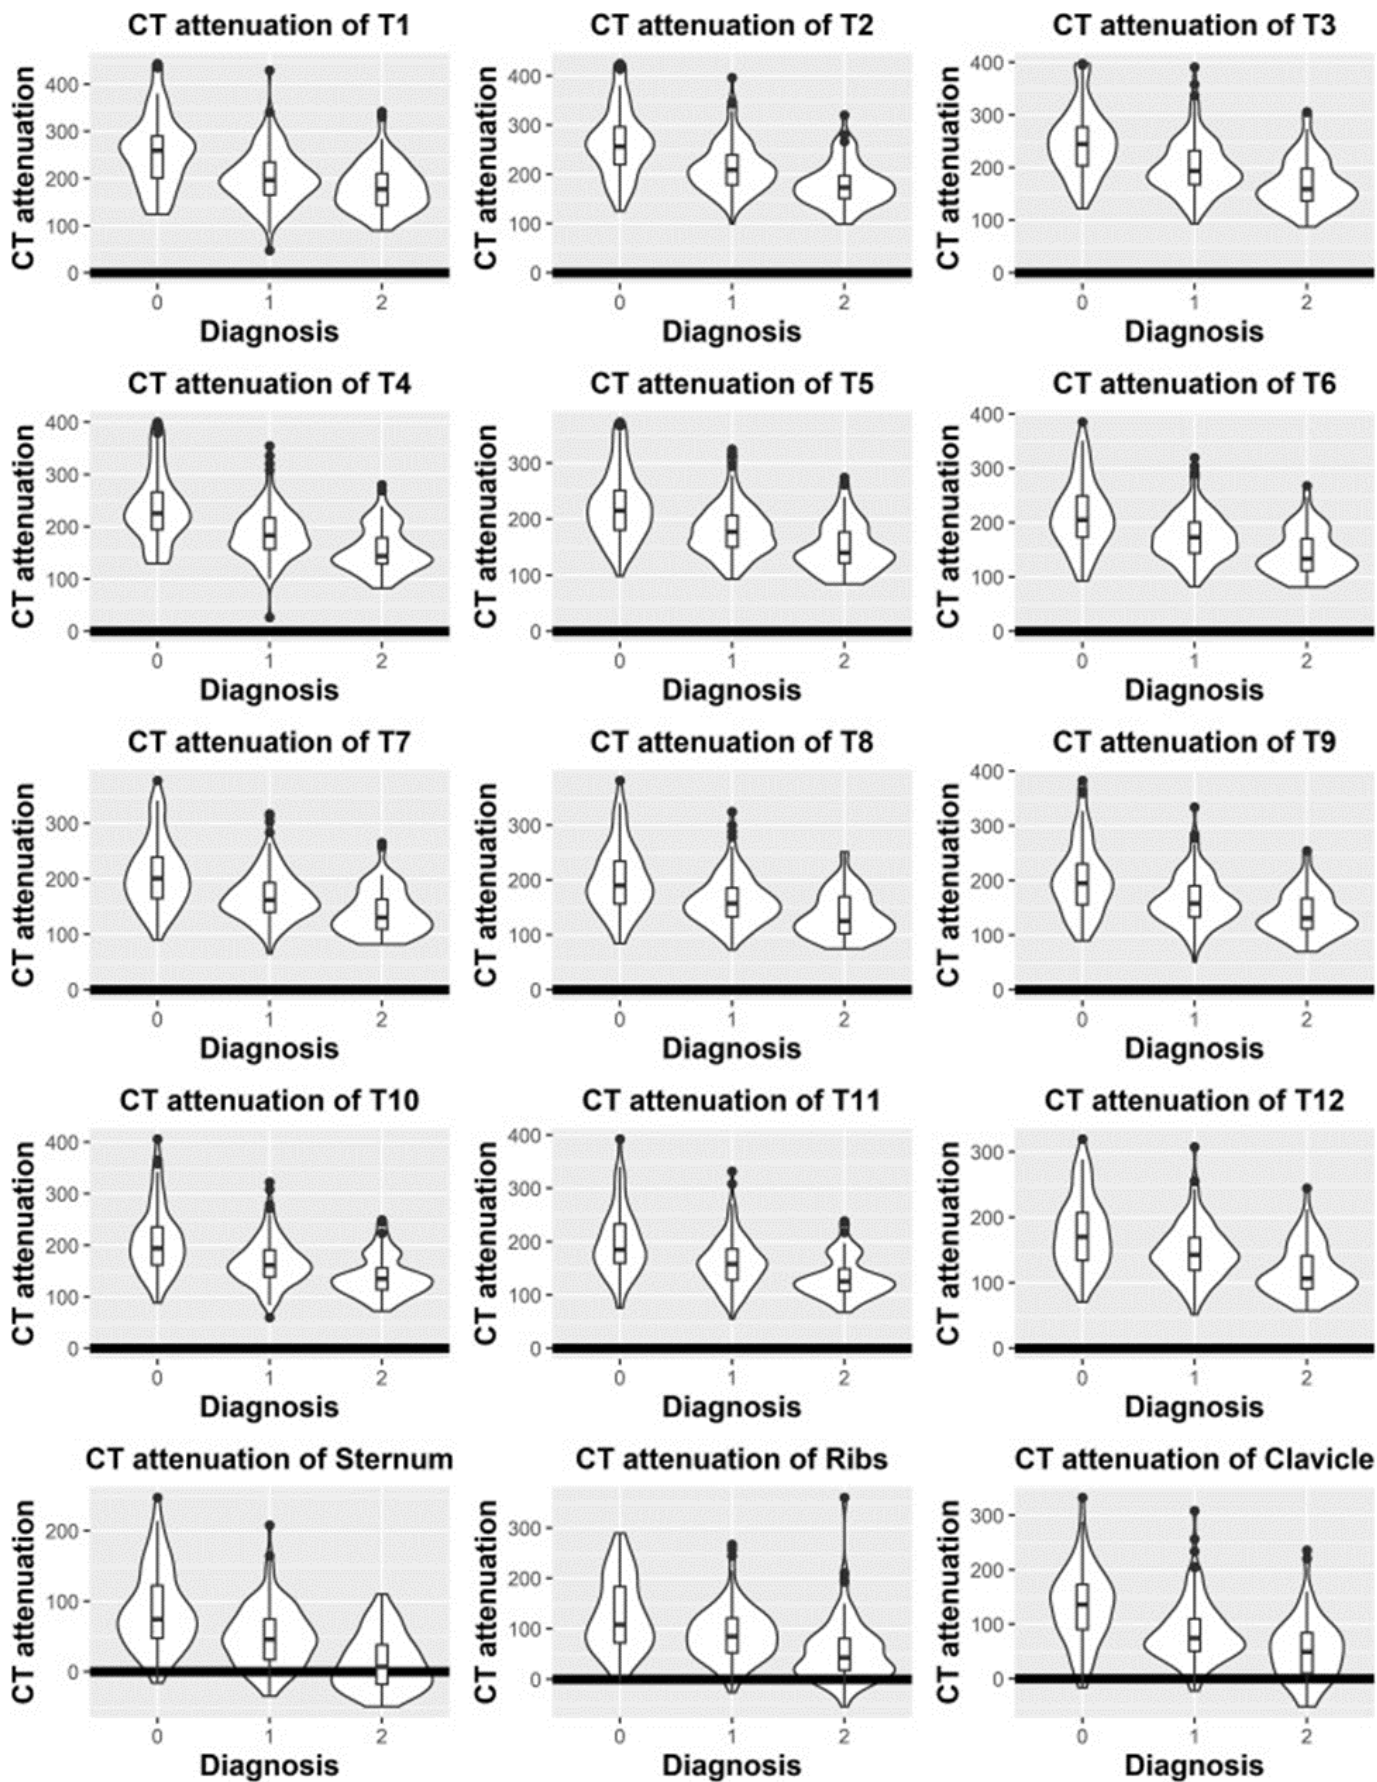 CT attenuation of T1
CT attenuation of T2
CT attenuation of T3
CT attenuation
400
300
200
100
0
0 1 2
Diagnosis
CT attenuation
400
300
200
100
0
0 1 2
Diagnosis
CT attenuation
400
300
200
100
0
0 1 2
Diagnosis
CT attenuation of T4
CT attenuation of T5
CT attenuation of T6
CT attenuation
400
300
200
100
0
0 1 2
Diagnosis
CT attenuation
300
200
100
0
0 1 2
Diagnosis
CT attenuation
400
300
200
100
0
0 1 2
Diagnosis
CT attenuation of T7
CT attenuation of T8
CT attenuation of T9
CT attenuation
300
200
100
0
0 1 2
Diagnosis
CT attenuation
300
200
100
0
0 1 2
Diagnosis
CT attenuation
400
300
200
100
0
0 1 2
Diagnosis
CT attenuation of T10
CT attenuation of T11
CT attenuation of T12
CT attenuation
400
300
200
100
0
0 1 2
Diagnosis
CT attenuation
400
300
200
100
0
0 1 2
Diagnosis
CT attenuation
300
200
100
0
0 1 2
Diagnosis
CT attenuation of Sternum
CT attenuation of Ribs
CT attenuation of Clavicle
CT attenuation
200
100
0
0 1 2
Diagnosis
CT attenuation
300
200
100
0
0 1 2
Diagnosis
CT attenuation
300
200
100
0
0 1 2
Diagnosis